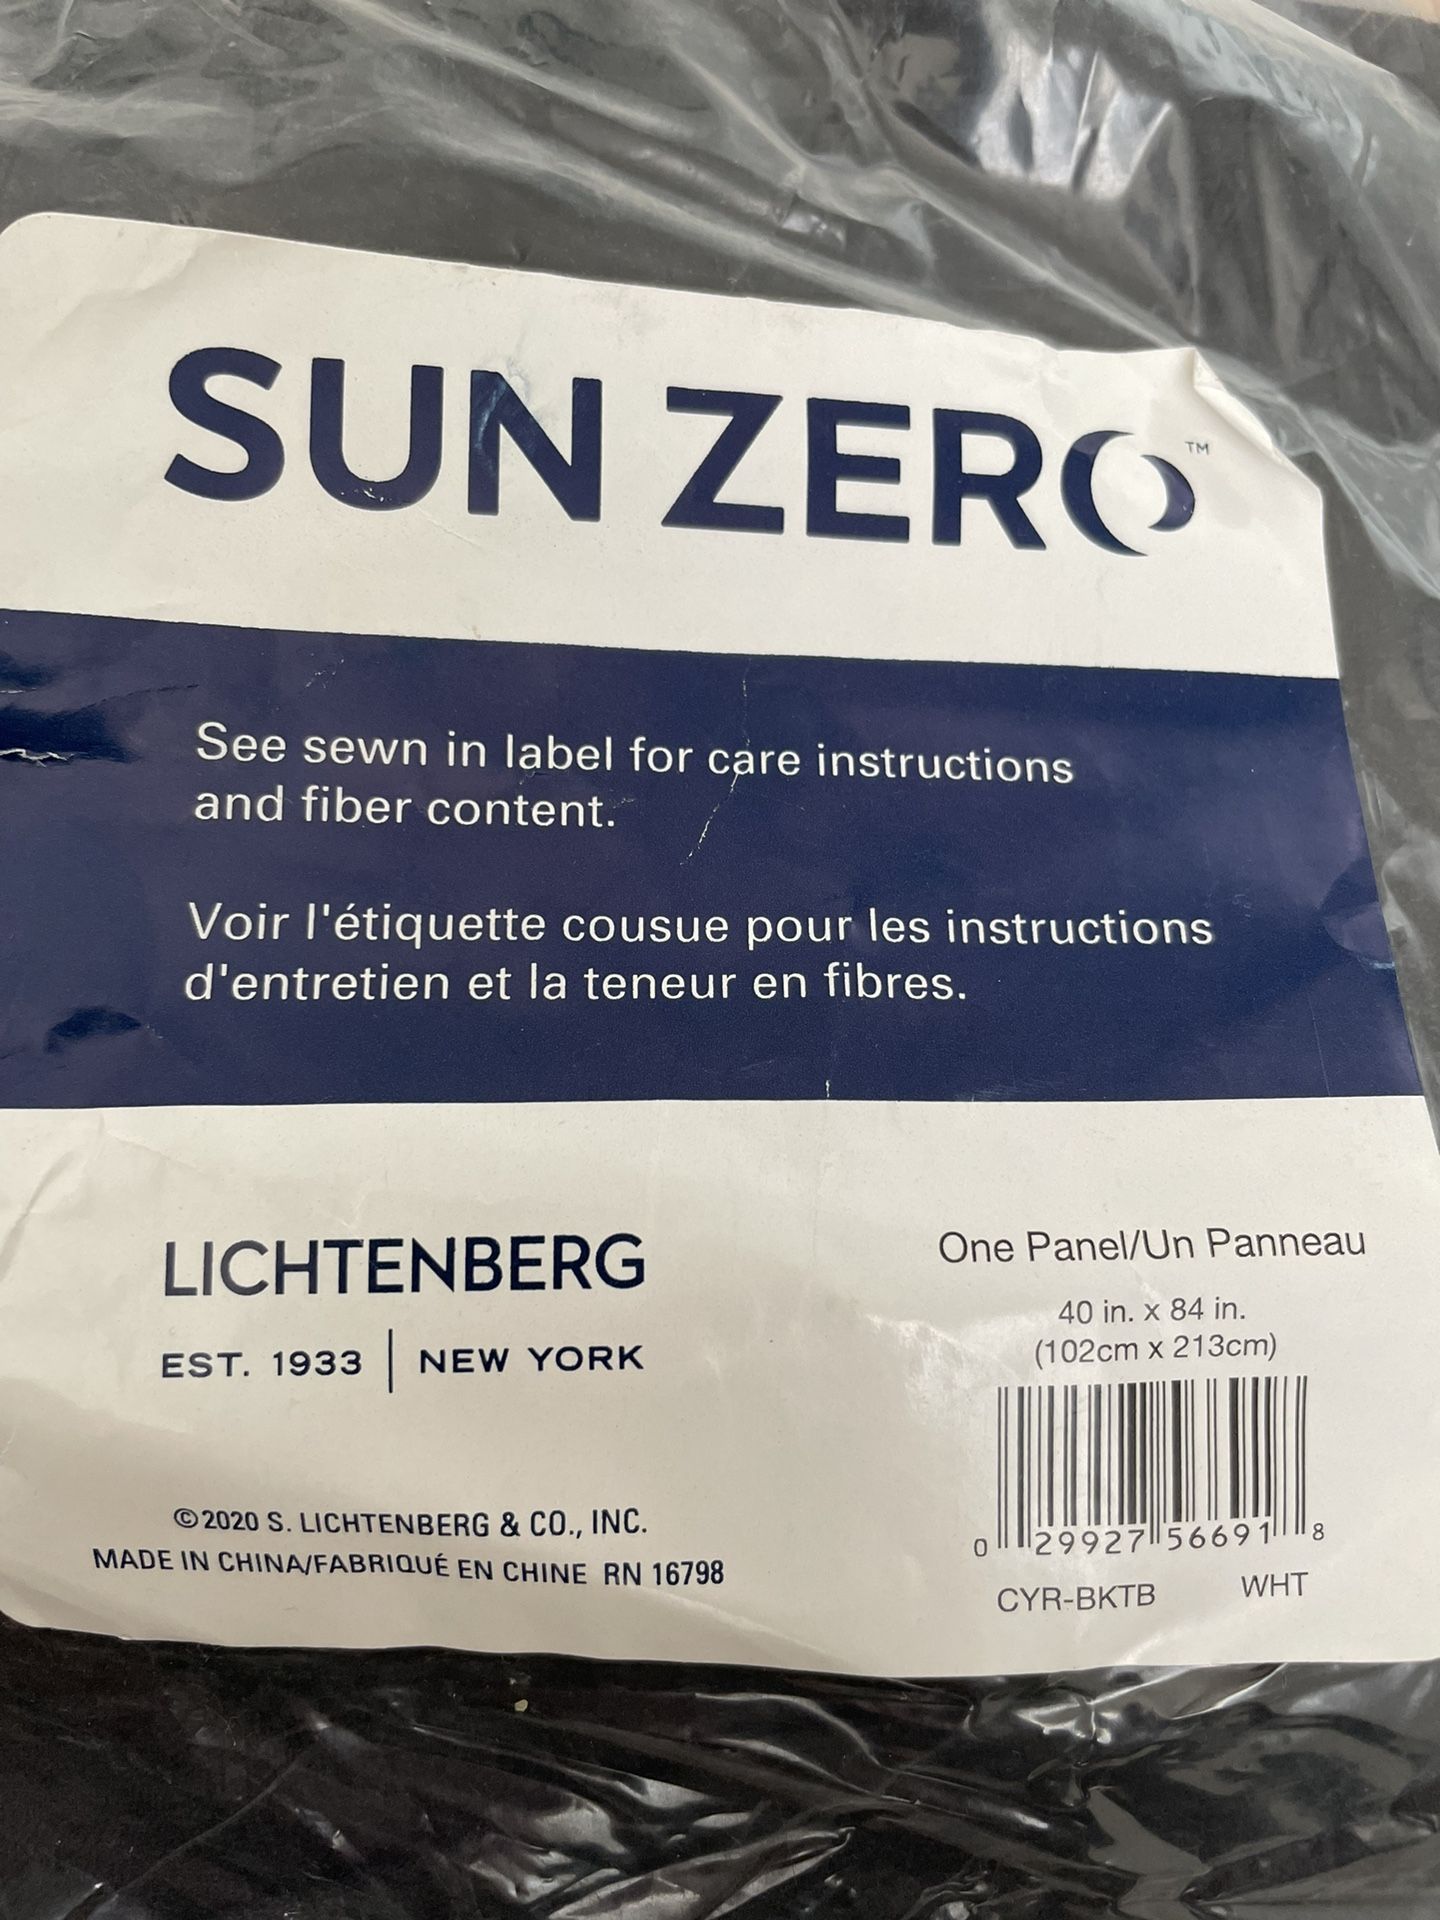 SUN ZERO™
See sewn in label for care instructions
and fiber content.
Voir l'étiquette cousue pour les instructions
d'entretien et la teneur en fibres.
LICHTENBERG
EST. 1933 | NEW YORK
©2020 S. LICHTENBERG & CO., INC.
MADE IN CHINA/FABRIQUÉ EN CHINE RN 16798
One Panel/Un Panneau
40 in. x 84 in.
(102cm x 213cm)
0 29927 56691 8
CYR-BKTB WHT